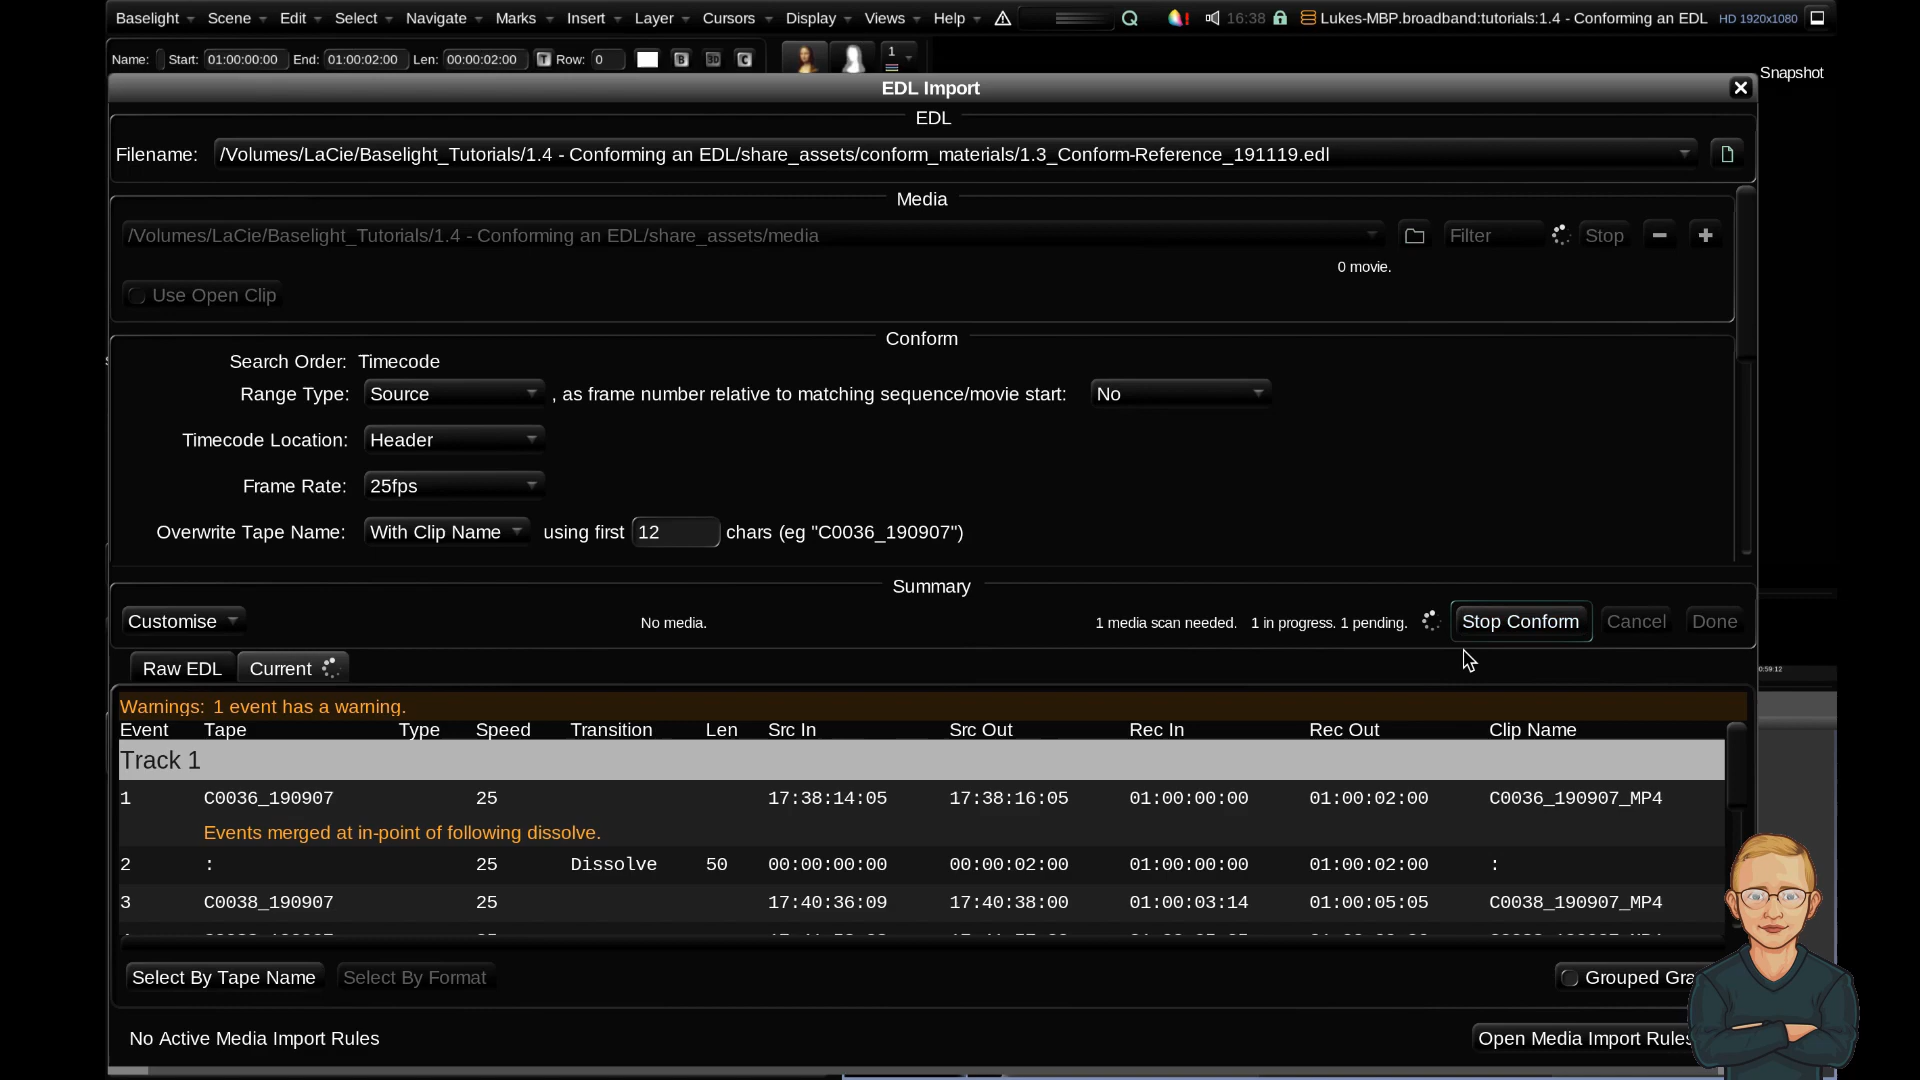 Baselight Scene Edit Select Navigate Marks Insert Layer Cursors Display Views Help 16:38 Lukes-MBP.broadband:tutorials:1.4 - Conforming an EDL HD 1920x1080
Name: Start: 01:00:00:00 End: 01:00:02:00 Len: 00:00:02:00 T Row: 0 B 3D C 1
Snapshot
EDL Import
EDL
Filename: /Volumes/LaCie/Baselight_Tutorials/1.4 - Conforming an EDL/share_assets/conform_materials/1.3_Conform-Reference_191119.edl
Media
/Volumes/LaCie/Baselight_Tutorials/1.4 - Conforming an EDL/share_assets/media Filter Stop
0 movie.
Use Open Clip
Conform
Search Order: Timecode
Range Type: Source , as frame number relative to matching sequence/movie start: No
Timecode Location: Header
Frame Rate: 25fps
Overwrite Tape Name: With Clip Name using first 12 chars (eg "C0036_190907")
Summary
Customise No media. 1 media scan needed. 1 in progress. 1 pending. Stop Conform Cancel Done
Raw EDL Current
Warnings: 1 event has a warning.
Event Tape Type Speed Transition Len Src In Src Out Rec In Rec Out Clip Name
Track 1
1 C0036_190907 25 17:38:14:05 17:38:16:05 01:00:00:00 01:00:02:00 C0036_190907_MP4
Events merged at in-point of following dissolve.
2 : 25 Dissolve 50 00:00:00:00 00:00:02:00 01:00:00:00 01:00:02:00 :
3 C0038_190907 25 17:40:36:09 17:40:38:00 01:00:03:14 01:00:05:05 C0038_190907_MP4
Select By Tape Name Select By Format Grouped Gra
No Active Media Import Rules Open Media Import Rules